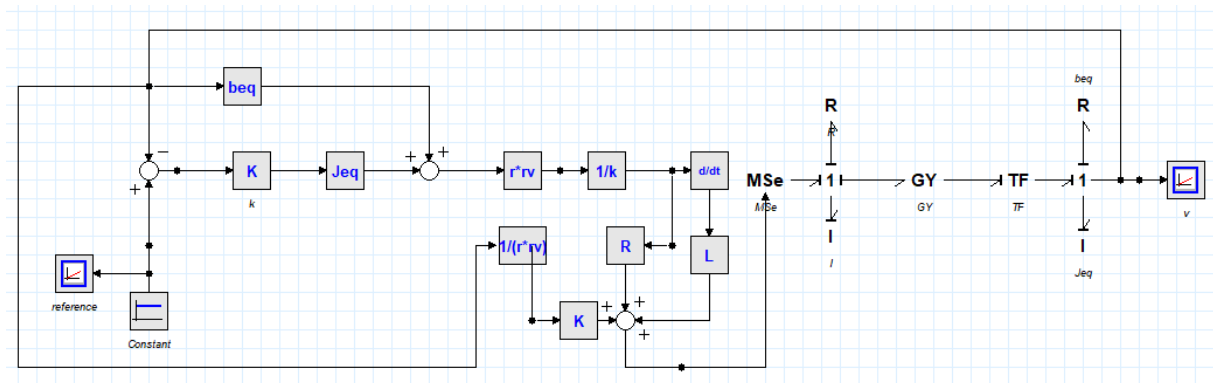 beq
beq
R
R
K
Jeq
r*rv
1/k
d/dt
MSe
1
GY
TF
1
k
MSe
GY
TF
v
1/(r*rv)
R
L
I
I
I
Jeq
reference
K
Constant
R